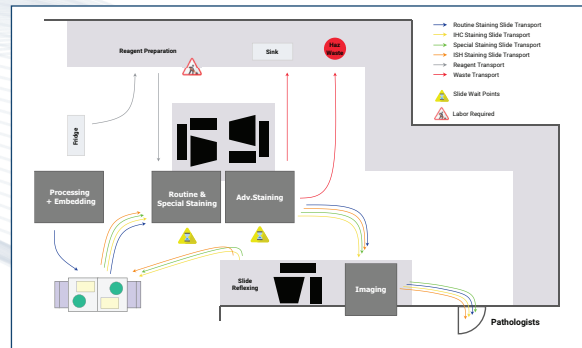 Reagent Preparation
Sink
Haz
Waste
Routine Staining Slide Transport
IHC Staining Slide Transport
Special Staining Slide Transport
ISH Staining Slide Transport
Reagent Transport
Waste Transport
Slide Wait Points
Labor Required
Fridge
Processing
+ Embedding
Routine &
Special Staining
Adv.Staining
Slide
Reflexing
Imaging
Pathologists